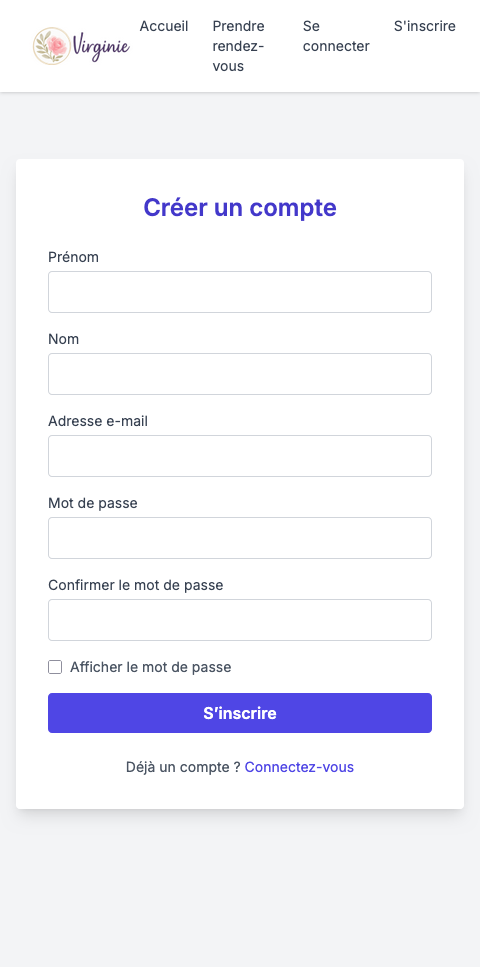 Virginie
Accueil
Prendre
rendez-
vous
Se
connecter
S'inscrire
Créer un compte
Prénom
Nom
Adresse e-mail
Mot de passe
Confirmer le mot de passe
Afficher le mot de passe
S’inscrire
Déjà un compte ? Connectez-vous